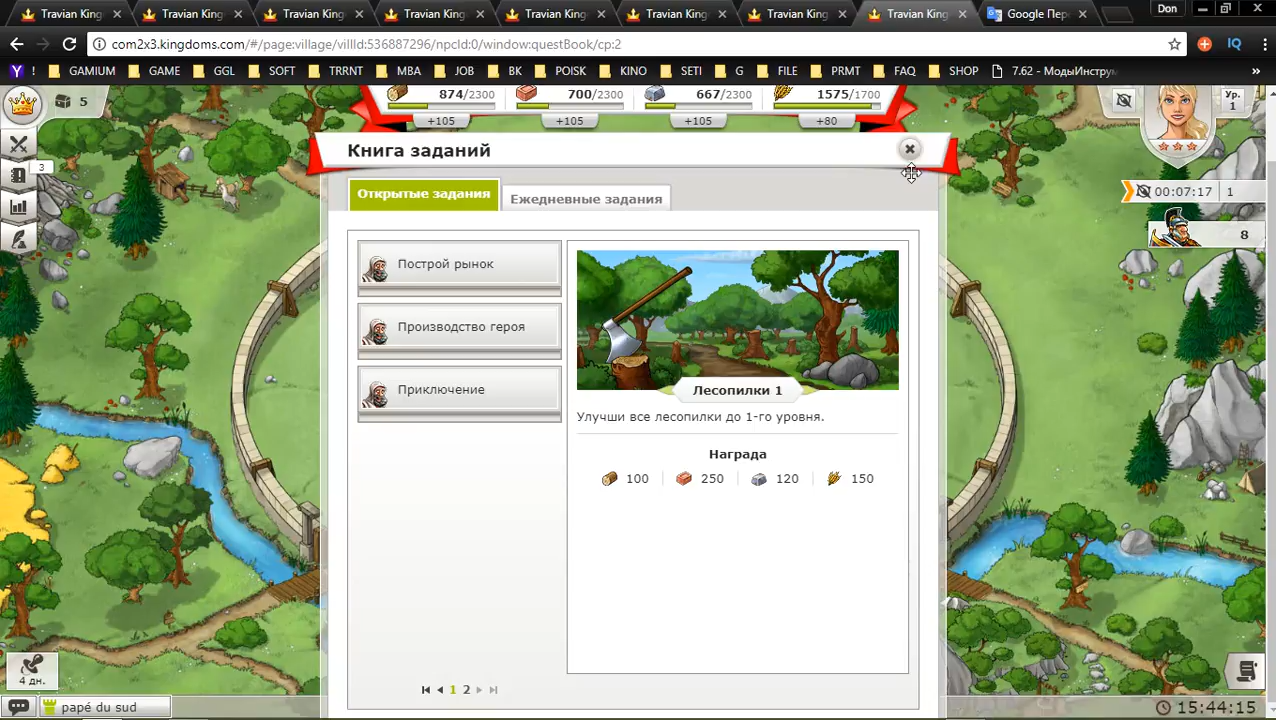 Travian King
Travian King
Travian King
Travian King
Travian King
Travian King
Travian King
Travian King
Google Пер
Don
com2x3.kingdoms.com/#/page:village/villId:536887296/npcId:0/window:questBook/cp:2
IQ
!
GAMIUM
GAME
GGL
SOFT
TRRNT
MBA
JOB
BK
POISK
KINO
SETI
G
FILE
PRMT
FAQ
SHOP
7.62 - МодыИнструм
»
5
874/2300
700/2300
667/2300
1575/1700
+105
+105
+105
+80
Ур.
1
Книга заданий
3
Открытые задания
Ежедневные задания
00:07:17
1
8
Построй рынок
Производство героя
Приключение
Лесопилки 1
Улучши все лесопилки до 1-го уровня.
Награда
100
250
120
150
4 дн.
1 2
papé du sud
15:44:15